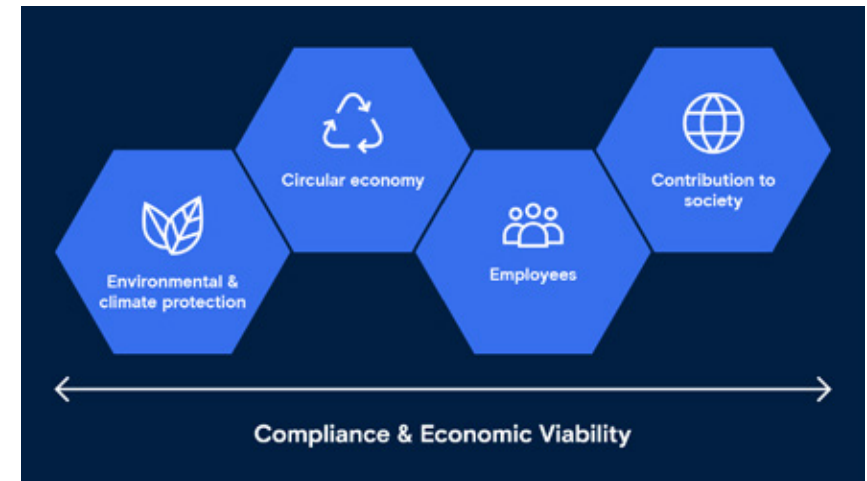 Environmental &
climate protection
Circular economy
Employees
Contribution to
society
Compliance & Economic Viability